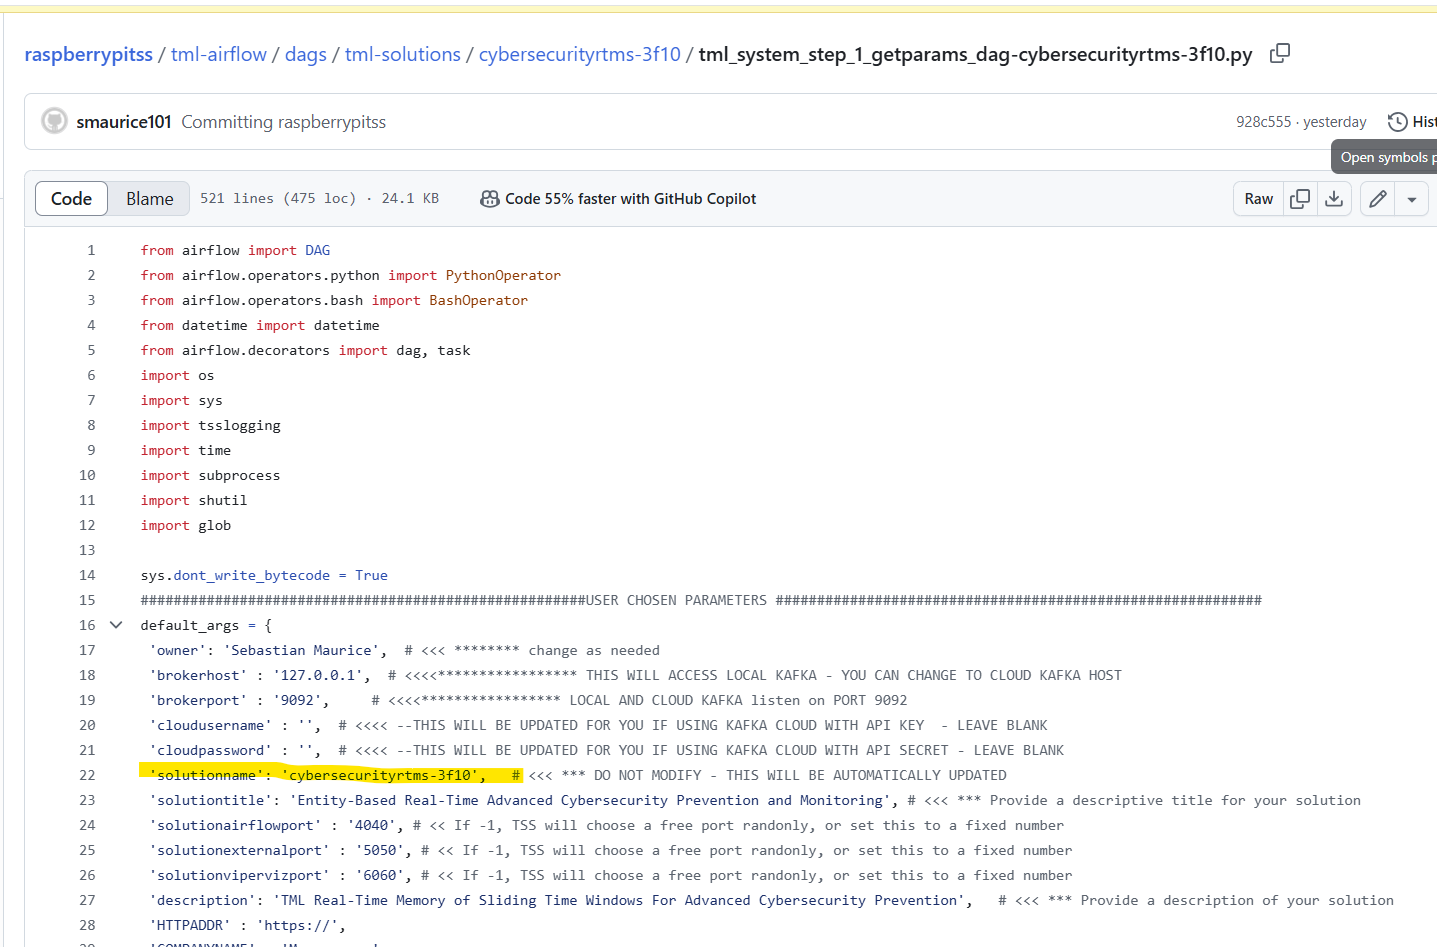 raspberrypitss / tml-airflow / dags / tml-solutions / cybersecurityrtms-3f10 / tml_system_step_1_getparams_dag-cybersecurityrtms-3f10.py
smaurice101 Committing raspberrypitss 928c555 · yesterday Hist
Open symbols p
Code Blame 521 lines (475 loc) · 24.1 KB Code 55% faster with GitHub Copilot Raw
1 from airflow import DAG
2 from airflow.operators.python import PythonOperator
3 from airflow.operators.bash import BashOperator
4 from datetime import datetime
5 from airflow.decorators import dag, task
6 import os
7 import sys
8 import tsslogging
9 import time
10 import subprocess
11 import shutil
12 import glob
13
14 sys.dont_write_bytecode = True
15 ######################################################USER CHOSEN PARAMETERS ###########################################################
16 default_args = {
17 'owner': 'Sebastian Maurice',  # <<< ******** change as needed
18 'brokerhost' : '127.0.0.1',  # <<<<***************** THIS WILL ACCESS LOCAL KAFKA - YOU CAN CHANGE TO CLOUD KAFKA HOST
19 'brokerport' : '9092',     # <<<<***************** LOCAL AND CLOUD KAFKA listen on PORT 9092
20 'cloudusername' : '',  # <<<< --THIS WILL BE UPDATED FOR YOU IF USING KAFKA CLOUD WITH API KEY  - LEAVE BLANK
21 'cloudpassword' : '',  # <<<< --THIS WILL BE UPDATED FOR YOU IF USING KAFKA CLOUD WITH API SECRET - LEAVE BLANK
22 'solutionname': 'cybersecurityrtms-3f10',   # <<< *** DO NOT MODIFY - THIS WILL BE AUTOMATICALLY UPDATED
23 'solutiontitle': 'Entity-Based Real-Time Advanced Cybersecurity Prevention and Monitoring', # <<< *** Provide a descriptive title for your solution
24 'solutionairflowport' : '4040', # << If -1, TSS will choose a free port randonly, or set this to a fixed number
25 'solutionexternalport' : '5050', # << If -1, TSS will choose a free port randonly, or set this to a fixed number
26 'solutionvipervizport' : '6060', # << If -1, TSS will choose a free port randonly, or set this to a fixed number
27 'description': 'TML Real-Time Memory of Sliding Time Windows For Advanced Cybersecurity Prevention',   # <<< *** Provide a description of your solution
28 'HTTPADDR' : 'https://',